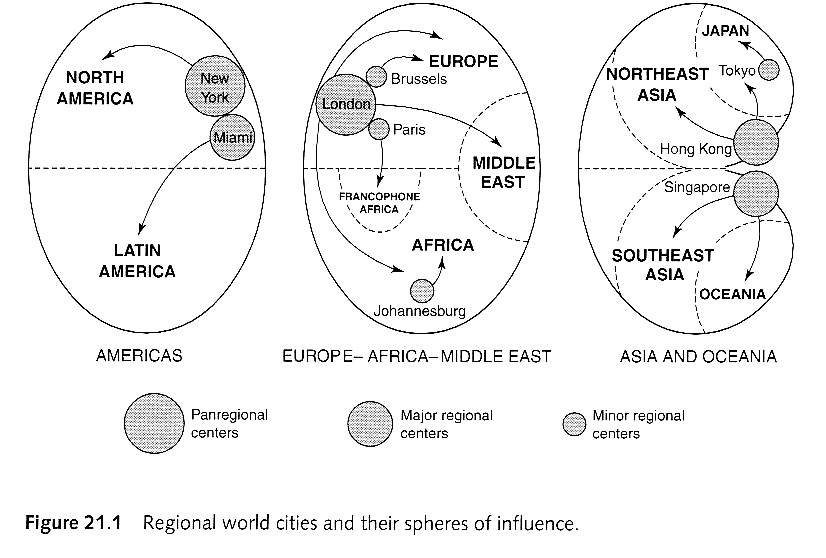 NORTH
AMERICA
New
York
Miami
LATIN
AMERICA
AMERICAS
EUROPE
Brussels
London
Paris
MIDDLE
EAST
FRANCOPHONE
AFRICA
AFRICA
Johannesburg
EUROPE–AFRICA–MIDDLE EAST
JAPAN
Tokyo
NORTHEAST
ASIA
Hong Kong
Singapore
SOUTHEAST
ASIA
OCEANIA
ASIA AND OCEANIA
Panregional
centers
Major regional
centers
Minor regional
centers
Figure 21.1 Regional world cities and their spheres of influence.